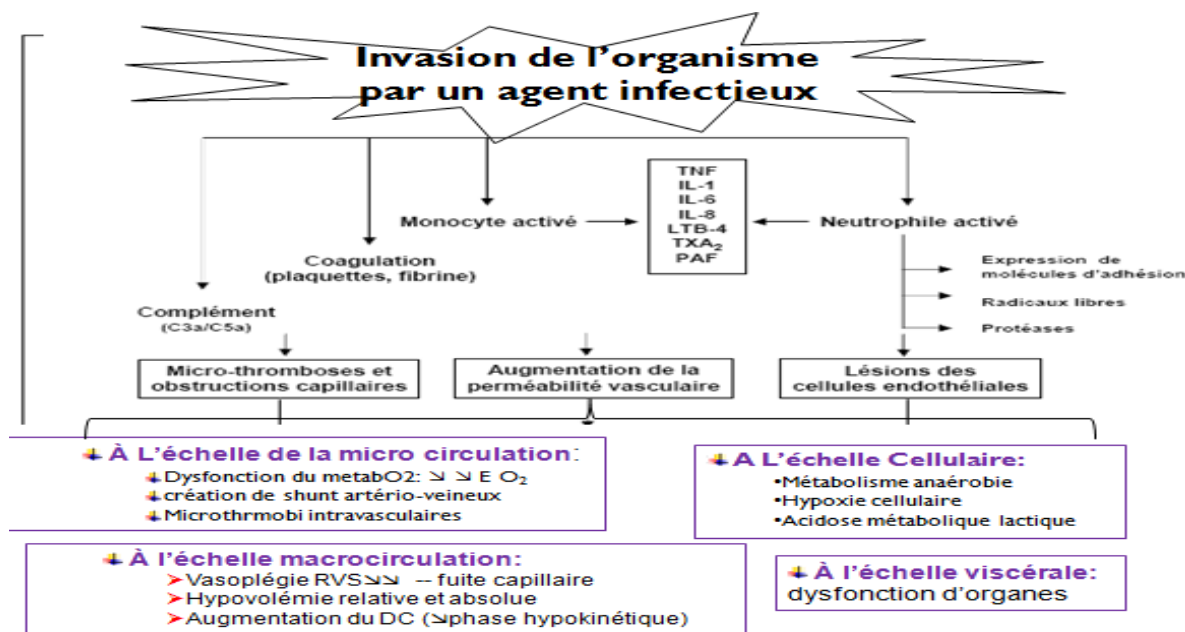 Invasion de l'organisme
par un agent infectieux
TNF
IL-1
IL-6
IL-8
LTB-4
TXA₂
PAF
Monocyte activé
Neutrophile activé
Coagulation
(plaquettes, fibrine)
Expression de
molécules d'adhésion
Radicaux libres
Protéases
Complément
(C3a/C5a)
Micro-thromboses et
obstructions capillaires
Augmentation de la
perméabilité vasculaire
Lésions des
cellules endothéliales
À L'échelle de la micro circulation:
Dysfonction du metabO2: ↘ ↘ E O₂
création de shunt artério-veineux
Microthrmobi intravasculaires
A L'échelle Cellulaire:
•Métabolisme anaérobie
•Hypoxie cellulaire
•Acidose métabolique lactique
À l'échelle macrocirculation:
➤Vasoplégie RVS↘↘ -- fuite capillaire
➤Hypovolémie relative et absolue
➤Augmentation du DC (↘phase hypokinétique)
À l'échelle viscérale:
dysfonction d'organes